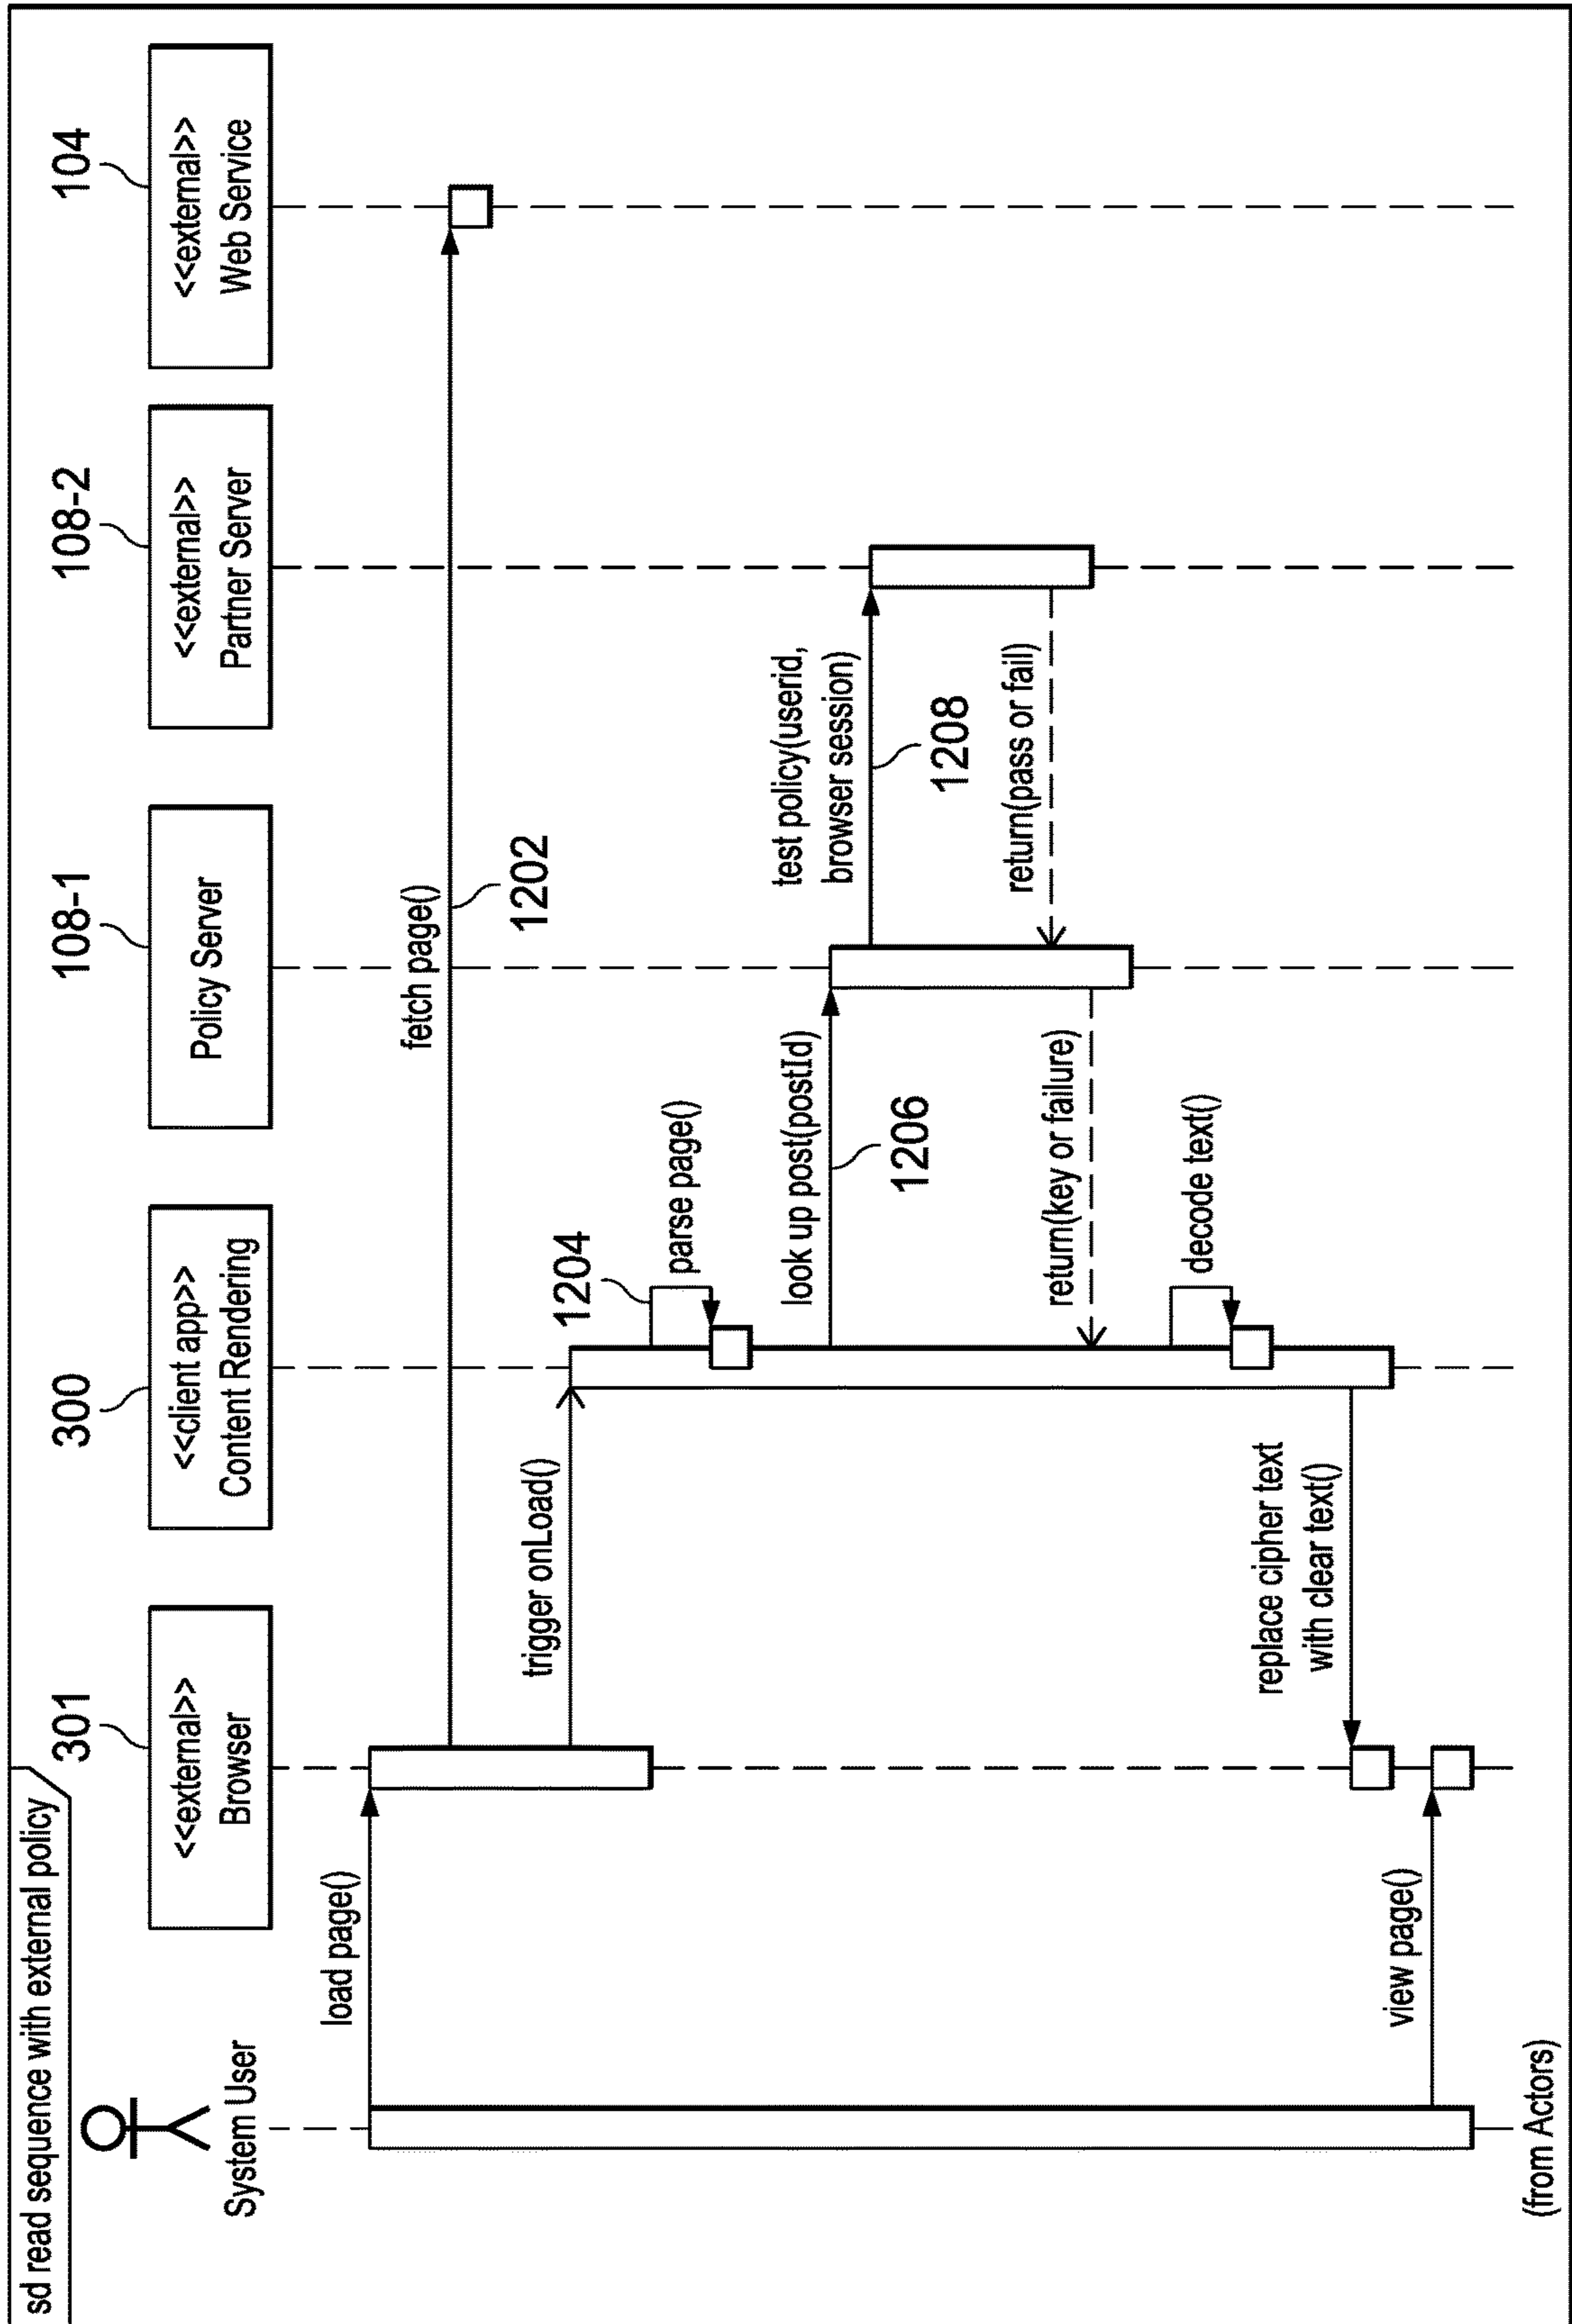 sd read sequence with external policy
System User
301
<<external>>
Browser
300
<<client app>>
Content Rendering
108-1
Policy Server
108-2
<<external>>
Partner Server
104
<<external>>
Web Service
load page()
fetch page()
1202
trigger onLoad()
1204
parse page()
look up post(postId)
1206
test policy(userid,
browser session)
1208
return(pass or fail)
return(key or failure)
decode text()
replace cipher text
with clear text()
view page()
(from Actors)